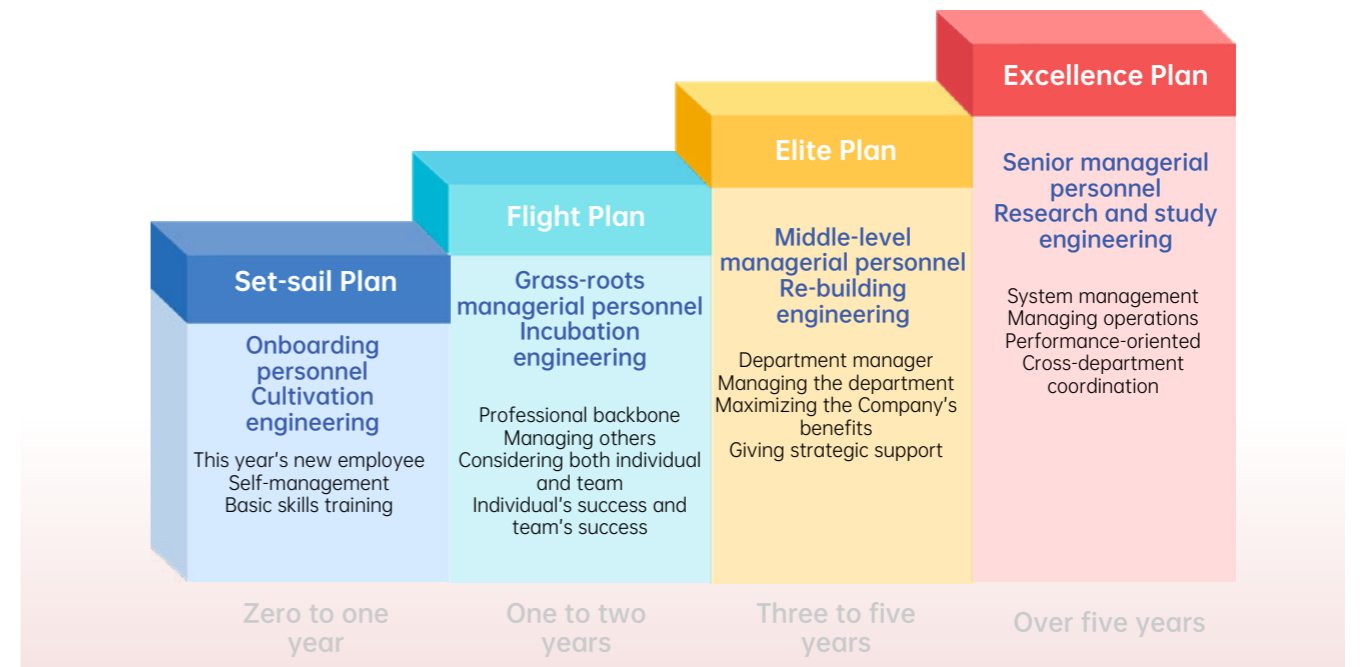 Set-sail Plan
Onboarding
personnel
Cultivation
engineering
This year's new employee
Self-management
Basic skills training
Zero to one
year
Flight Plan
Grass-roots
managerial personnel
Incubation
engineering
Professional backbone
Managing others
Considering both individual
and team
Individual's success and
team's success
One to two
years
Elite Plan
Middle-level
managerial personnel
Re-building
engineering
Department manager
Managing the department
Maximizing the Company's
benefits
Giving strategic support
Three to five
years
Excellence Plan
Senior managerial
personnel
Research and study
engineering
System management
Managing operations
Performance-oriented
Cross-department
coordination
Over five years